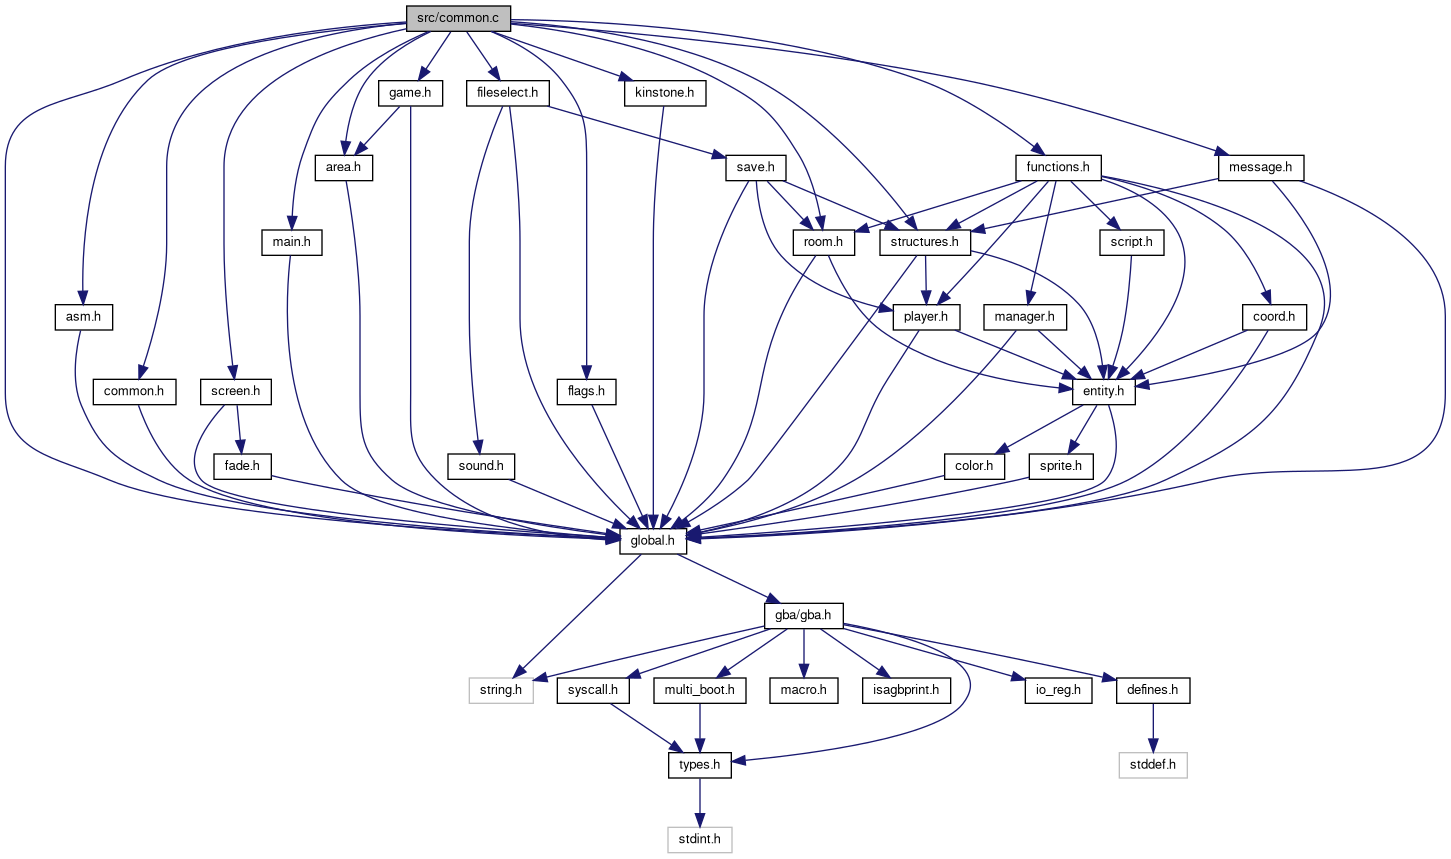 src/common.c
game.h
fileselect.h
kinstone.h
area.h
save.h
functions.h
message.h
main.h
room.h
structures.h
script.h
asm.h
player.h
manager.h
coord.h
common.h
screen.h
flags.h
entity.h
fade.h
sound.h
color.h
sprite.h
global.h
gba/gba.h
string.h
syscall.h
multi_boot.h
macro.h
isagbprint.h
io_reg.h
defines.h
types.h
stddef.h
stdint.h